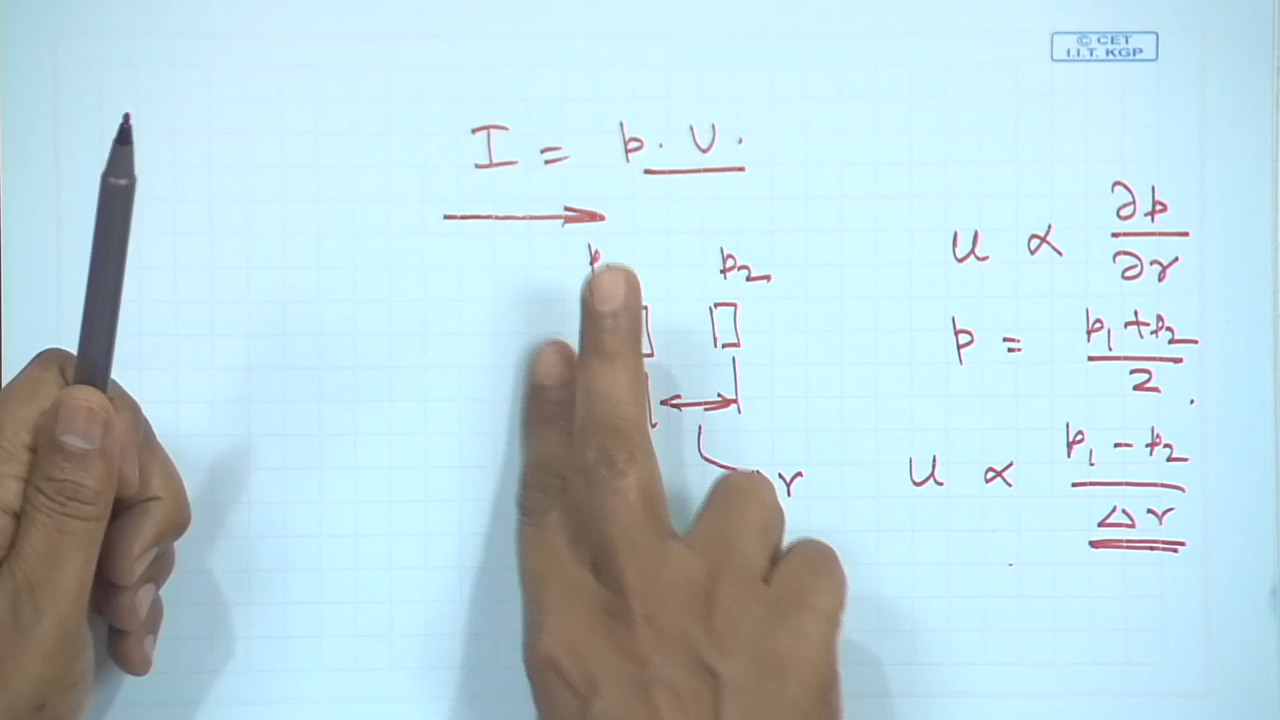 © CET
I.I.T. KGP
I = p. U.
p p2
r
u ∝ ∂p/∂r
p = p1+p2/2
u ∝ p1-p2/Δr